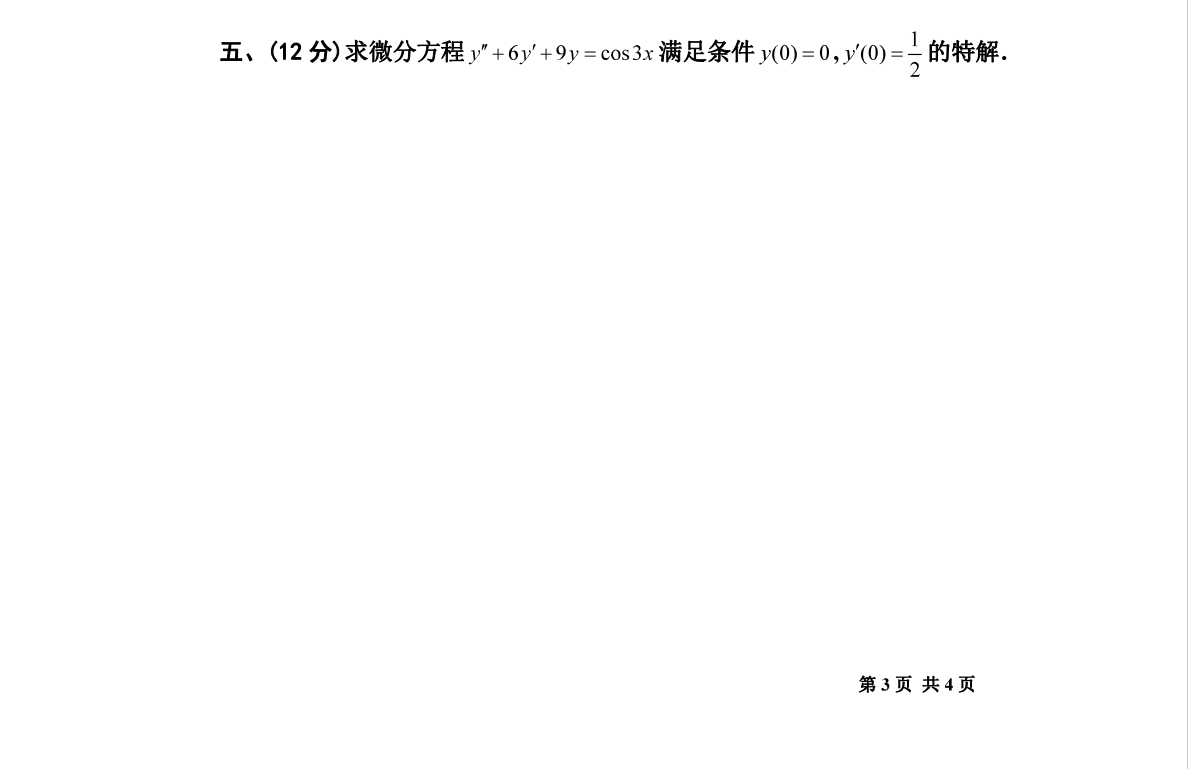 五、(12 分)求微分方程 y″ + 6y′ + 9y = cos3x 满足条件 y(0) = 0, y′(0) = 1/2 的特解.
第 3 页 共 4 页